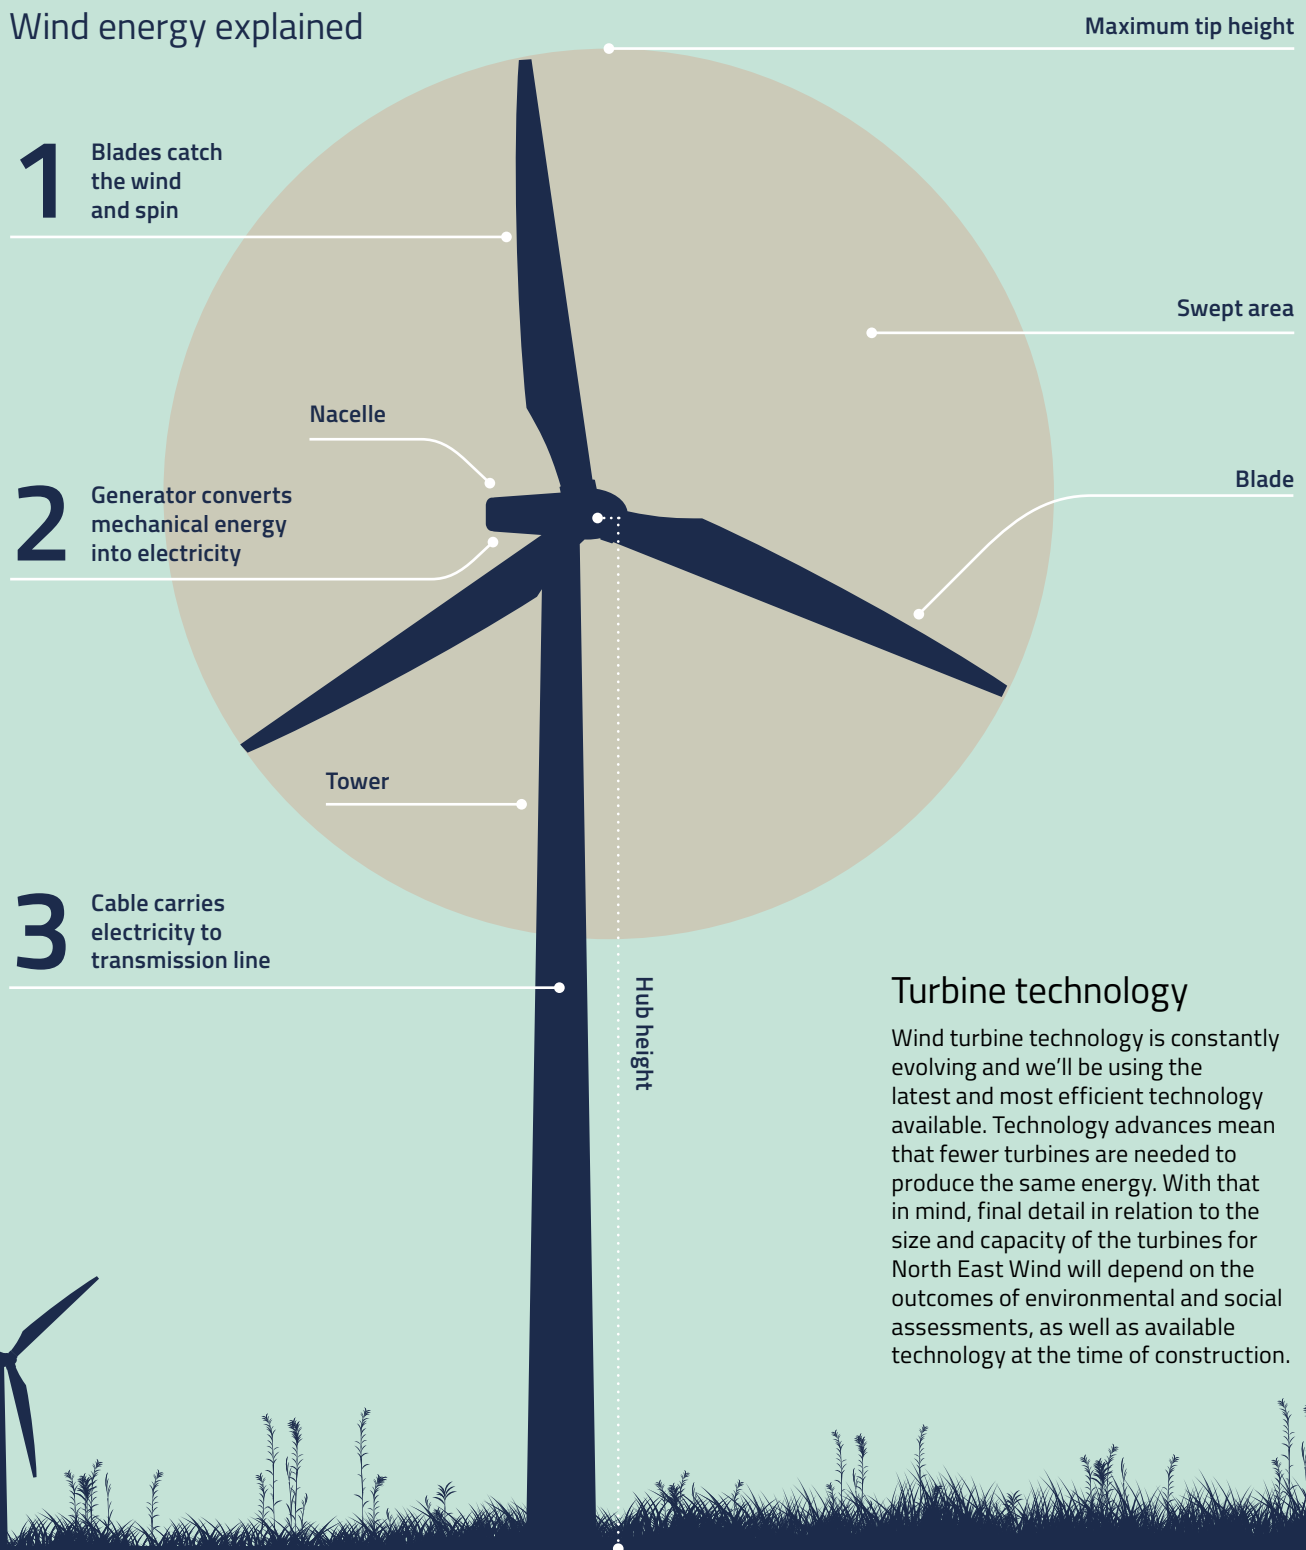 Wind energy explained
Maximum tip height
1
Blades catch
the wind
and spin
Swept area
Nacelle
Blade
2
Generator converts
mechanical energy
into electricity
Tower
3
Cable carries
electricity to
transmission line
Hub height
Turbine technology
Wind turbine technology is constantly
evolving and we’ll be using the
latest and most efficient technology
available. Technology advances mean
that fewer turbines are needed to
produce the same energy. With that
in mind, final detail in relation to the
size and capacity of the turbines for
North East Wind will depend on the
outcomes of environmental and social
assessments, as well as available
technology at the time of construction.